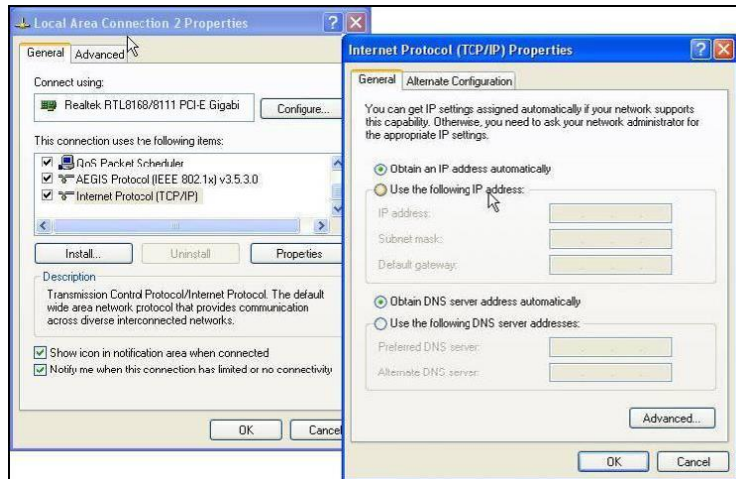 Local Area Connection 2 Properties
General
Advanced
Connect using:
Realtek RTL8168/8111 PCI-E Gigabi
Configure...
This connection uses the following items:
QoS Packet Scheduler
AEGIS Protocol (IEEE 802.1x) v3.5.3.0
Internet Protocol (TCP/IP)
Install...
Uninstall
Properties
Description
Transmission Control Protocol/Internet Protocol. The default
wide area network protocol that provides communication
across diverse interconnected networks.
Show icon in notification area when connected
Notify me when this connection has limited or no connectivity
OK
Cancel
Internet Protocol (TCP/IP) Properties
General
Alternate Configuration
You can get IP settings assigned automatically if your network supports
this capability. Otherwise, you need to ask your network administrator for
the appropriate IP settings.
Obtain an IP address automatically
Use the following IP address:
IP address:
Subnet mask:
Default gateway:
Obtain DNS server address automatically
Use the following DNS server addresses:
Preferred DNS server:
Alternate DNS server:
Advanced...
OK
Cancel